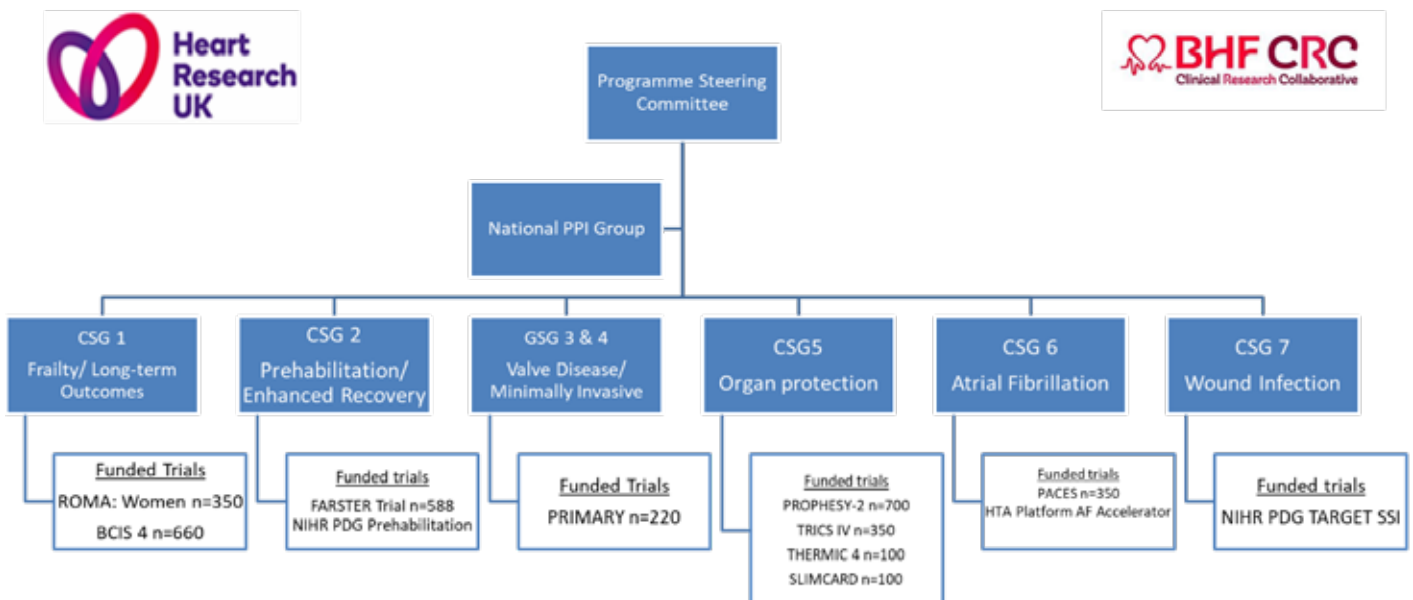 Heart
Research
UK
BHF CRC
Clinical Research Collaborative
Programme Steering
Committee
National PPI Group
CSG 1
Frailty/ Long-term
Outcomes
CSG 2
Prehabilitation/
Enhanced Recovery
GSG 3 & 4
Valve Disease/
Minimally Invasive
CSG5
Organ protection
CSG 6
Atrial Fibrillation
CSG 7
Wound Infection
Funded Trials
ROMA: Women n=350
BCIS 4 n=660
Funded trials
FARSTER Trial n=588
NIHR PDG Prehabilitation
Funded Trials
PRIMARY n=220
Funded trials
PROPHESY-2 n=700
TRICS IV n=350
THERMIC 4 n=100
SLIMCARD n=100
Funded trials
PACES n=350
HTA Platform AF Accelerator
Funded trials
NIHR PDG TARGET SSI